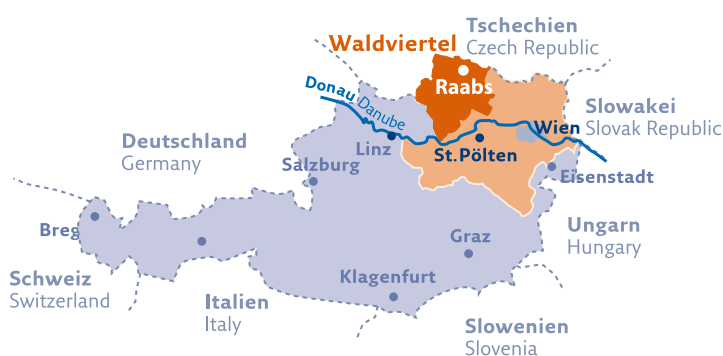 Tschechien
Czech Republic
Waldviertel
Raabs
Donau Danube
Slowakei
Slovak Republic
Wien
Linz
St.Pölten
Deutschland
Germany
Salzburg
Eisenstadt
Breg
Graz
Ungarn
Hungary
Schweiz
Switzerland
Klagenfurt
Italien
Italy
Slowenien
Slovenia